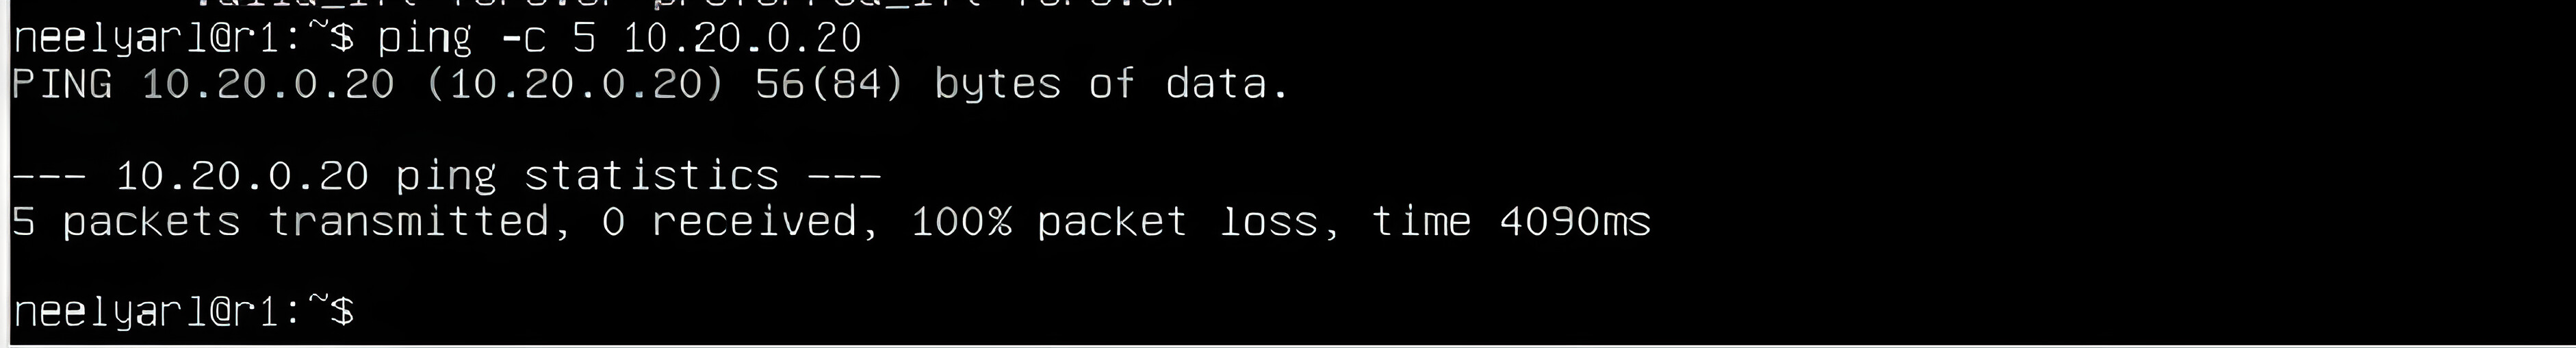 neelyarl@r1:~$ ping -c 5 10.20.0.20
PING 10.20.0.20 (10.20.0.20) 56(84) bytes of data.
--- 10.20.0.20 ping statistics ---
5 packets transmitted, 0 received, 100% packet loss, time 4090ms
neelyarl@r1:~$